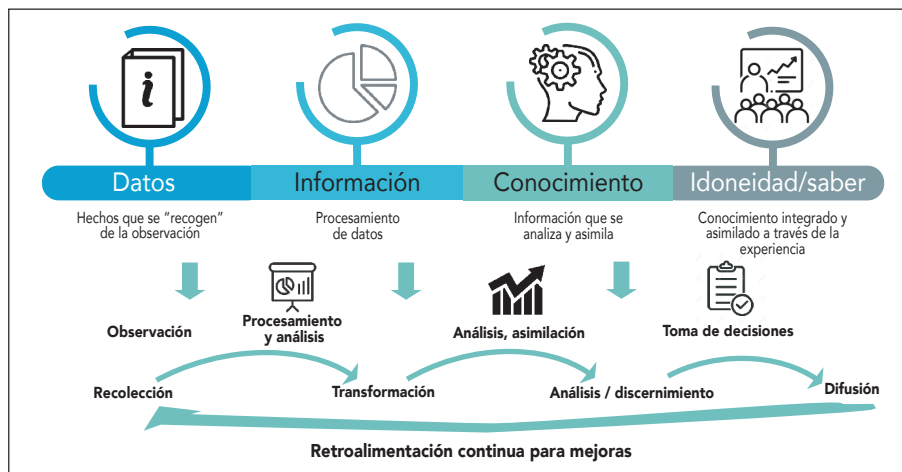 i
Datos
Información
Conocimiento
Idoneidad/saber
Hechos que se “recogen”
de la observación
Procesamiento
de datos
Información que se
analiza y asimila
Conocimiento integrado y
asimilado a través de la
experiencia
Observación
Procesamiento
y análisis
Análisis, asimilación
Toma de decisiones
Recolección
Transformación
Análisis / discernimiento
Difusión
Retroalimentación continua para mejoras